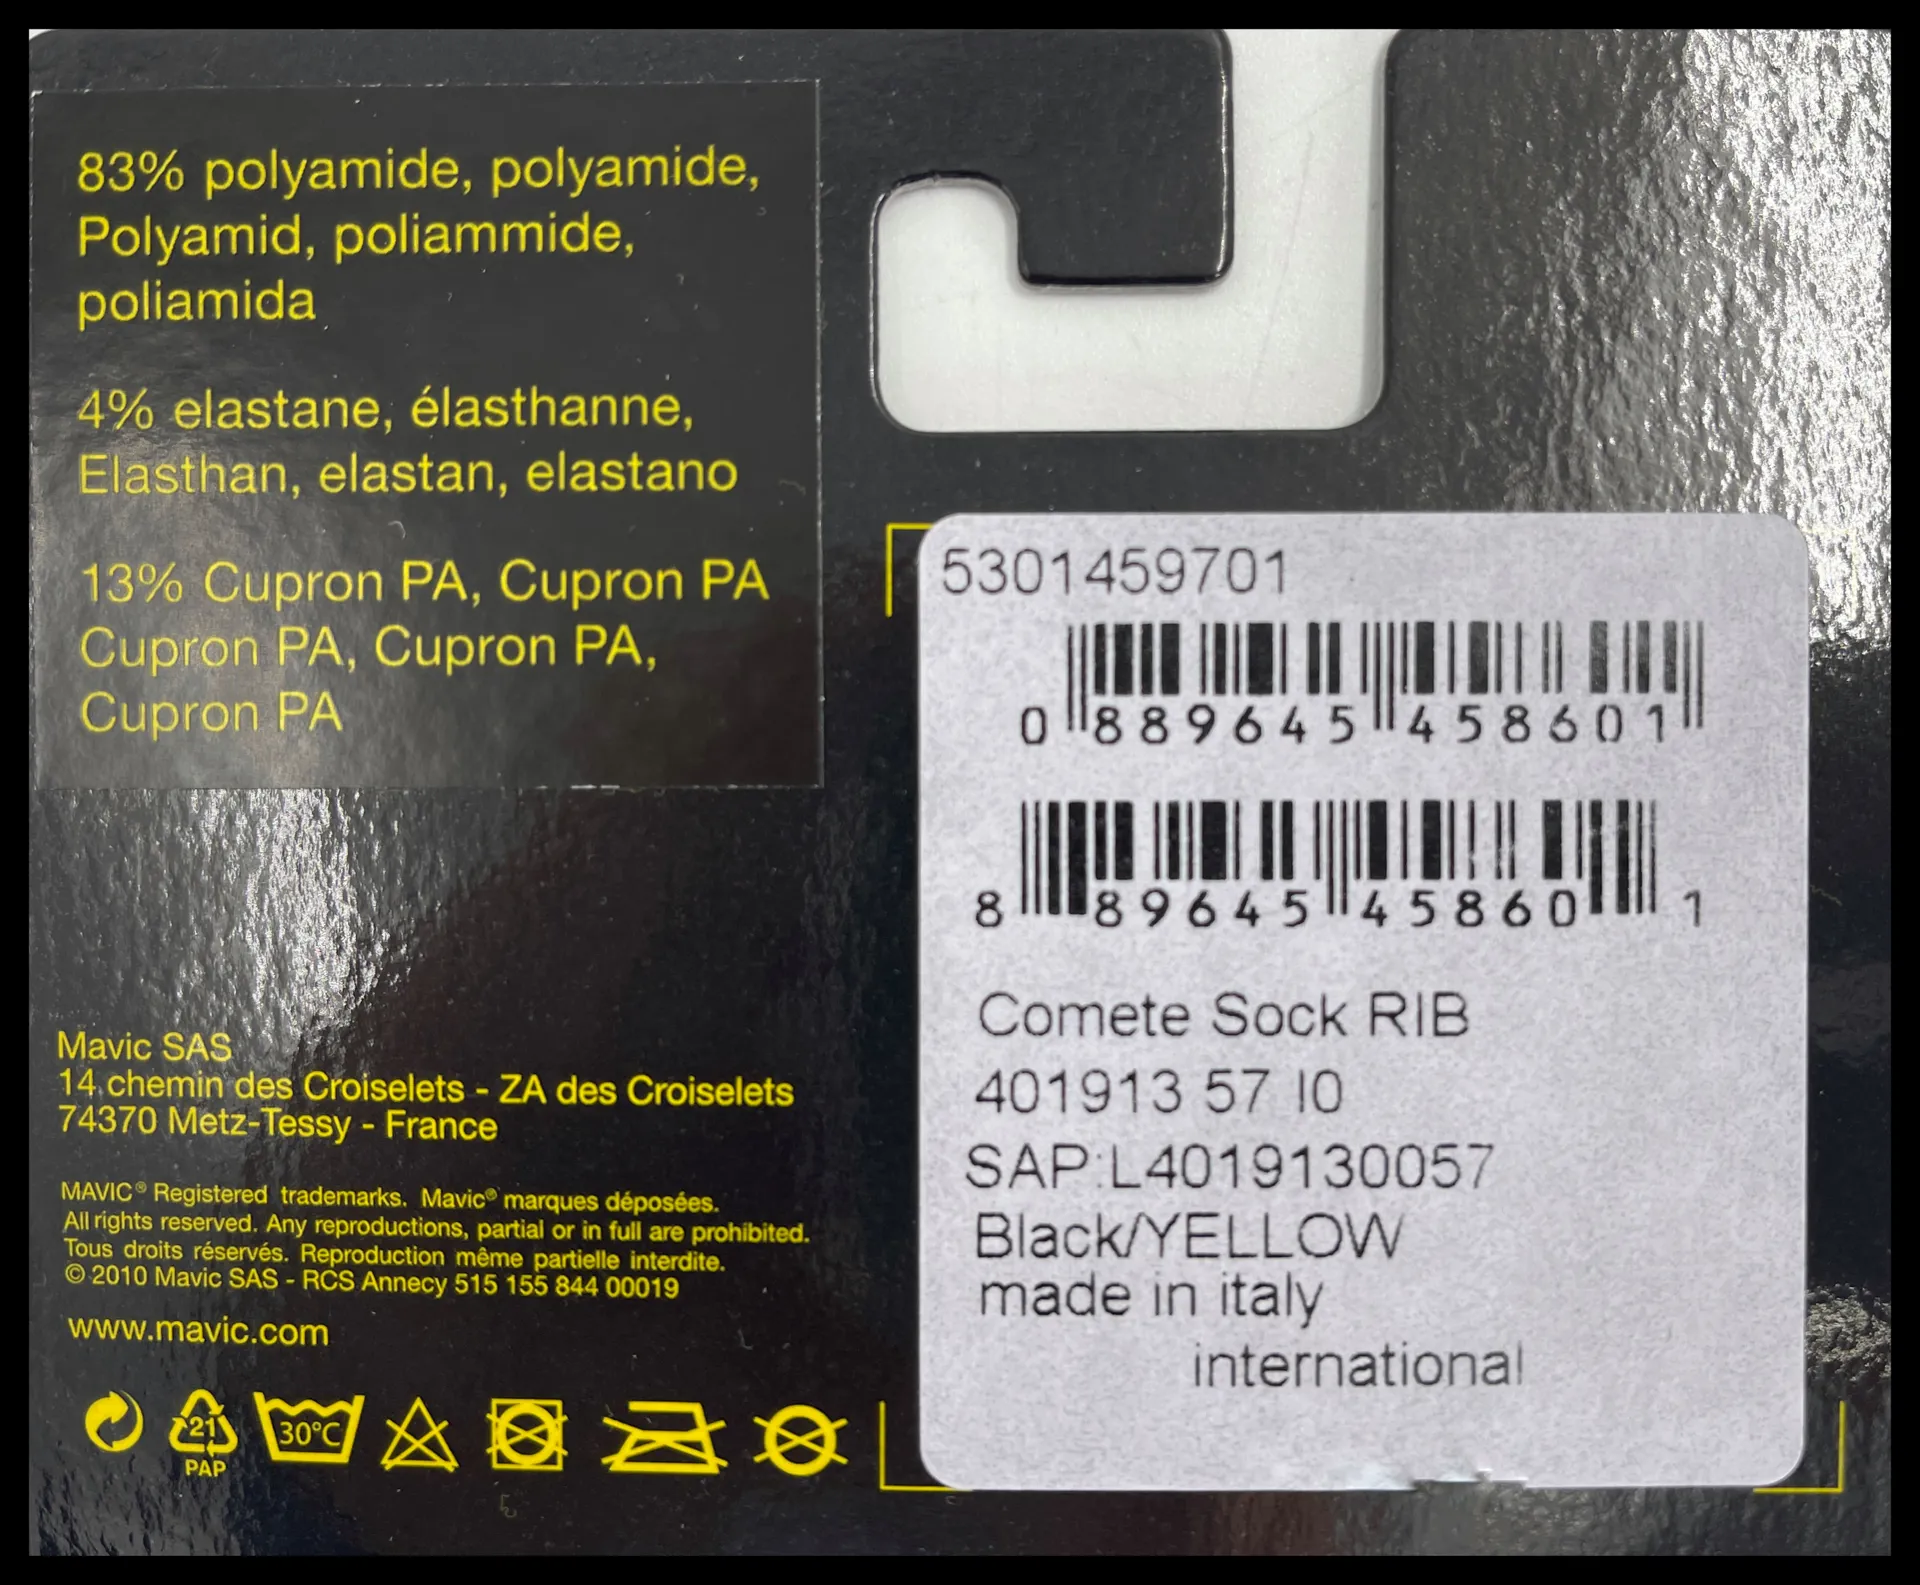 83% polyamide, polyamide,
Polyamid, poliammide,
poliamida
4% elastane, élasthanne,
Elasthan, elastan, elastano
13% Cupron PA, Cupron PA
Cupron PA, Cupron PA,
Cupron PA
Mavic SAS
14 chemin des Croiselets - ZA des Croiselets
74370 Metz-Tessy - France
MAVIC® Registered trademarks. Mavic® marques déposées.
All rights reserved. Any reproductions, partial or in full are prohibited.
Tous droits réservés. Reproduction même partielle interdite.
© 2010 Mavic SAS - RCS Annecy 515 155 844 00019
www.mavic.com
21
PAP
30°C
5301459701
0 889645 458601
8 89645 45860 1
Comete Sock RIB
401913 57 I0
SAP:L4019130057
Black/YELLOW
made in italy
international